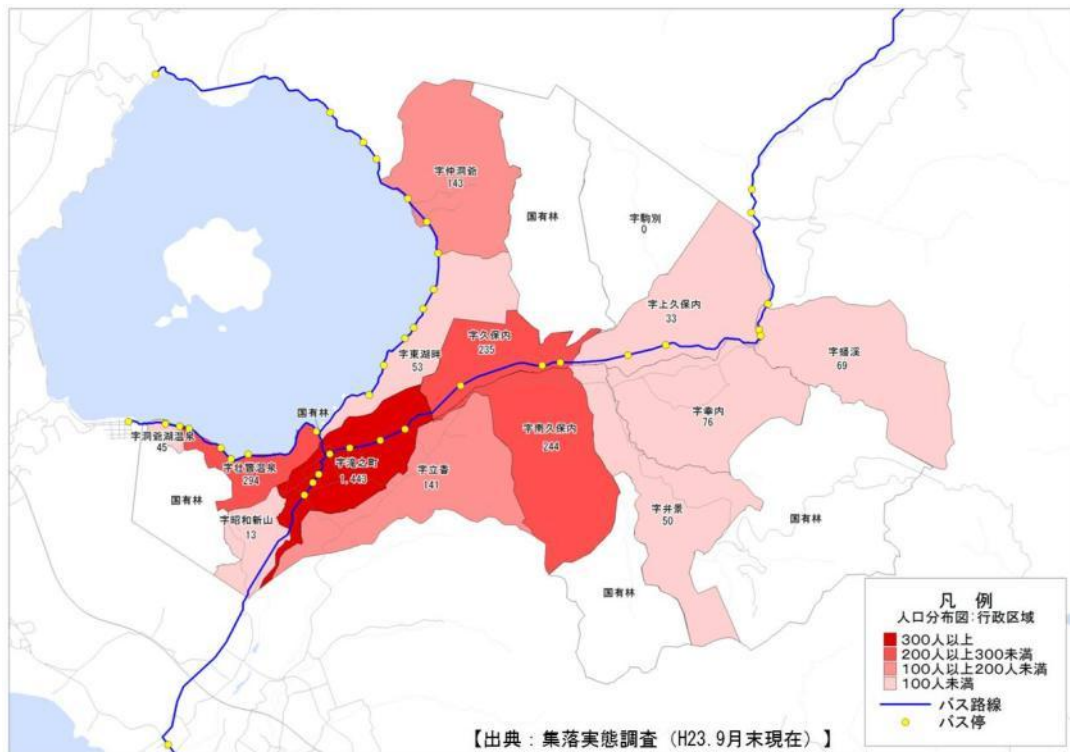 字仲洞爺
143
国有林
字駒別
0
字上久保内
33
字久保内
235
字東湖畔
53
字蟠渓
69
国有林
字幸内
76
字洞爺湖温泉
45
字南久保内
244
字滝之町
1,443
字壮瞥温泉
294
字立香
141
国有林
字弁景
50
字昭和新山
13
国有林
国有林
凡 例
人口分布図:行政区域
300人以上
200人以上300未満
100人以上200人未満
100人未満
バス路線
バス停
【出典:集落実態調査(H23.9月末現在)】